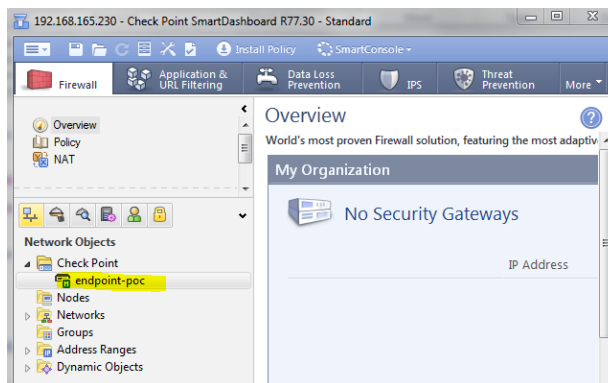 192.168.165.230 - Check Point SmartDashboard R77.30 - Standard
Install Policy SmartConsole
Firewall
Application & URL Filtering
Data Loss Prevention
IPS
Threat Prevention
More
Overview
Policy
NAT
Network Objects
Check Point
endpoint-poc
Nodes
Networks
Groups
Address Ranges
Dynamic Objects
Overview
World's most proven Firewall solution, featuring the most adaptiv
My Organization
No Security Gateways
IP Address